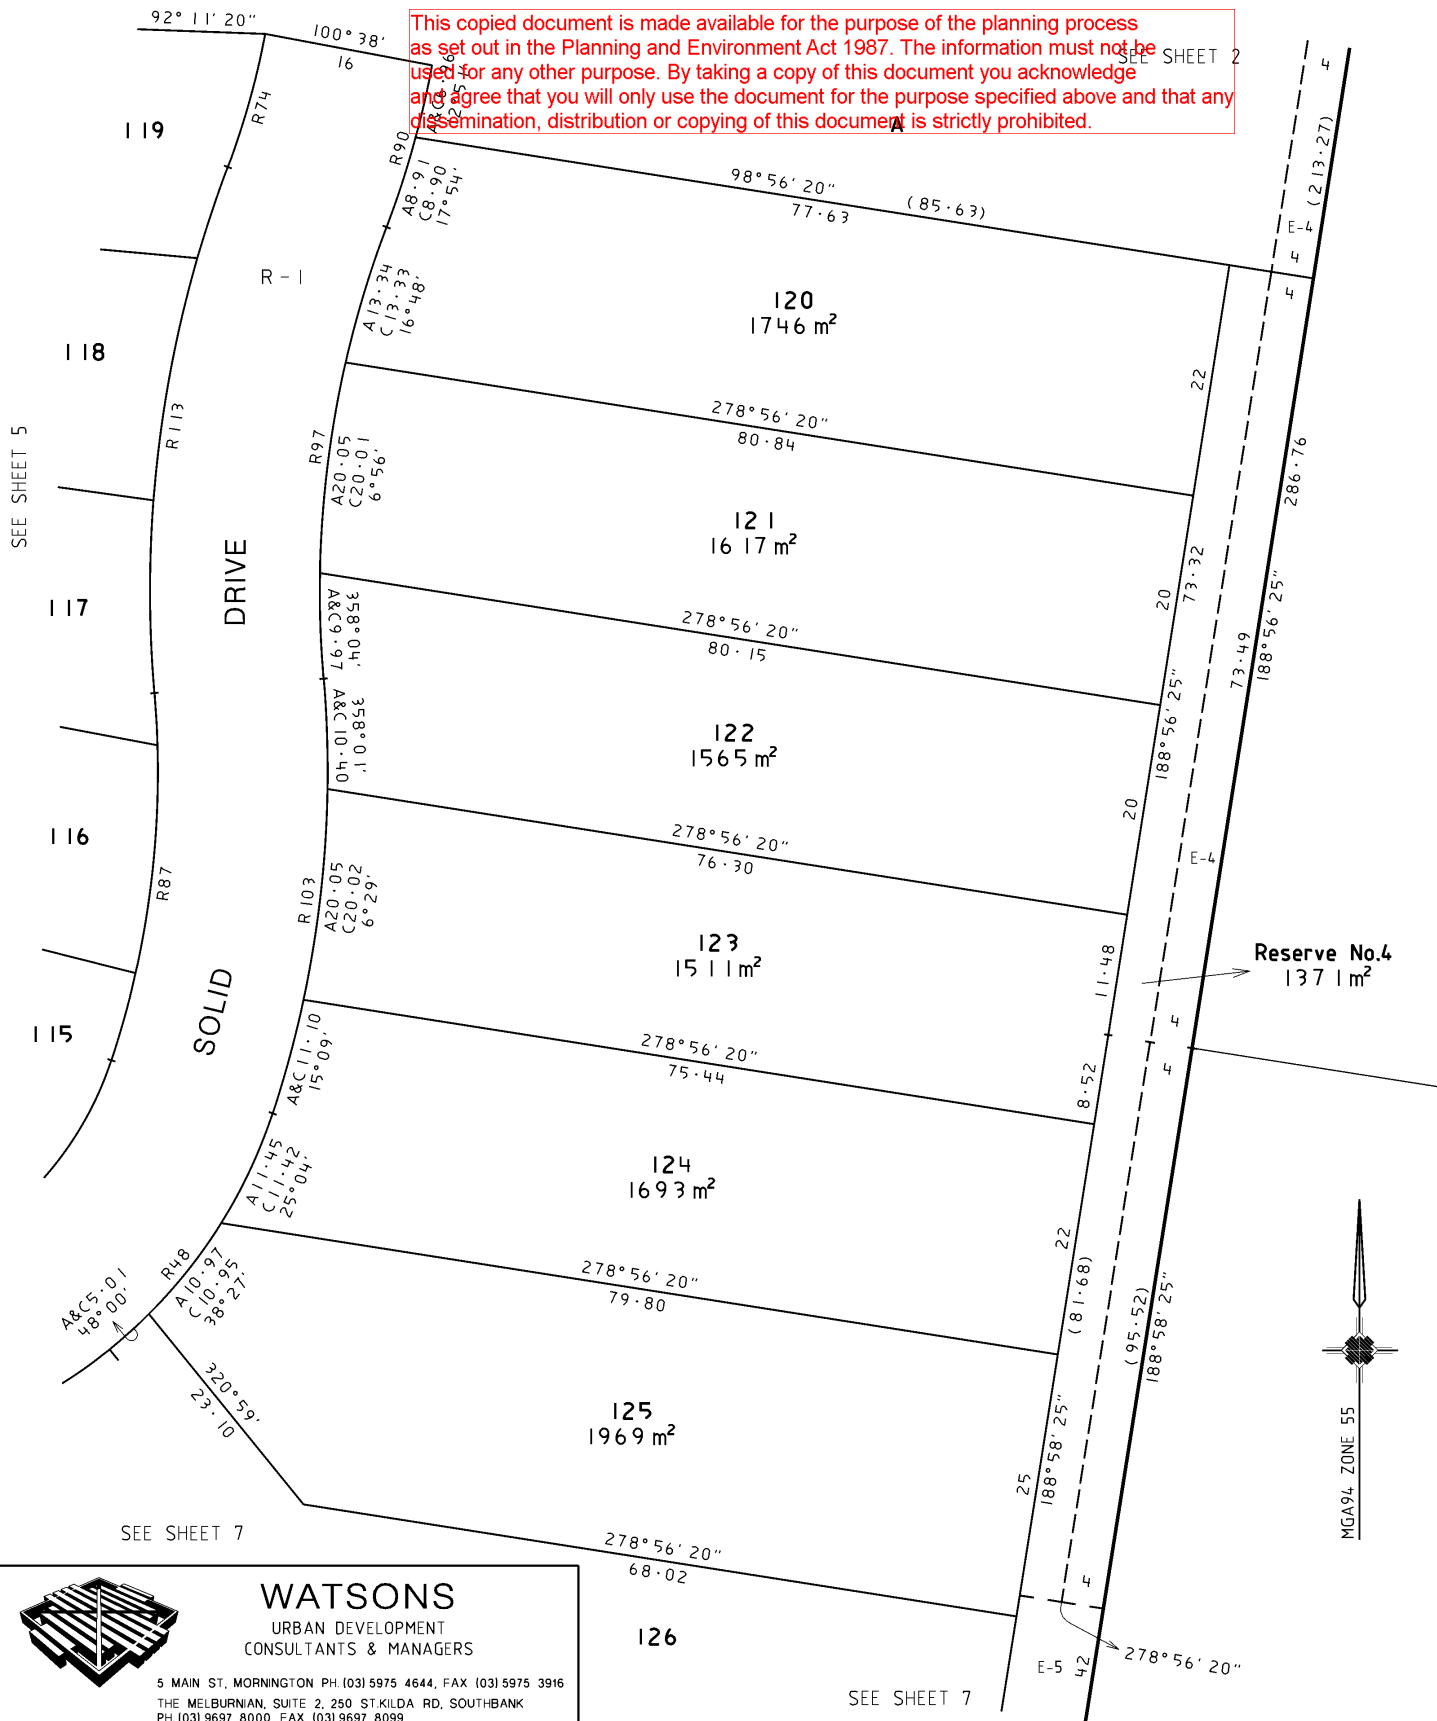 92°11'20"
100°38'
16
This copied document is made available for the purpose of the planning process
as set out in the Planning and Environment Act 1987. The information must not be
used for any other purpose. By taking a copy of this document you acknowledge
and agree that you will only use the document for the purpose specified above and that any
dissemination, distribution or copying of this document is strictly prohibited.
SEE SHEET 2
A
4
(213·27)
E-4
4
4
R74
119
R90
A8·91
C8·90
17°54'
98°56'20"
77·63
(85·63)
R-1
A13·34
C13·33
16°48'
120
1746 m²
22
118
R113
SEE SHEET 5
278°56'20"
80·84
R97
A20·05
C20·01
6°56'
286·76
121
1617 m²
20
73·32
188°56'25"
73·49
188°56'25"
DRIVE
117
278°56'20"
80·15
358°04'
A&C9·97
358°01'
A&C10·40
122
1565 m²
20
116
278°56'20"
76·30
E-4
R87
R103
A20·05
C20·02
6°29'
123
1511 m²
11·48
Reserve No.4
1371 m²
SOLID
115
4
4
278°56'20"
75·44
A&C11·10
15°09'
8·52
A11·45
C11·42
25°04'
124
1693 m²
22
(81·68)
(95·52)
188°58'25"
R48
A10·97
C10·95
38°27'
A&C5·01
48°00'
278°56'20"
79·80
320°59'
23·10
125
1969 m²
25
188°58'25"
MGA94 ZONE 55
SEE SHEET 7
278°56'20"
68·02
4
126
E-5
42
278°56'20"
SEE SHEET 7
WATSONS
URBAN DEVELOPMENT
CONSULTANTS & MANAGERS
5 MAIN ST, MORNINGTON PH.(03) 5975 4644, FAX (03) 5975 3916
THE MELBURNIAN, SUITE 2, 250 ST.KILDA RD, SOUTHBANK
PH.(03) 9697 8000, FAX (03) 9697 8099